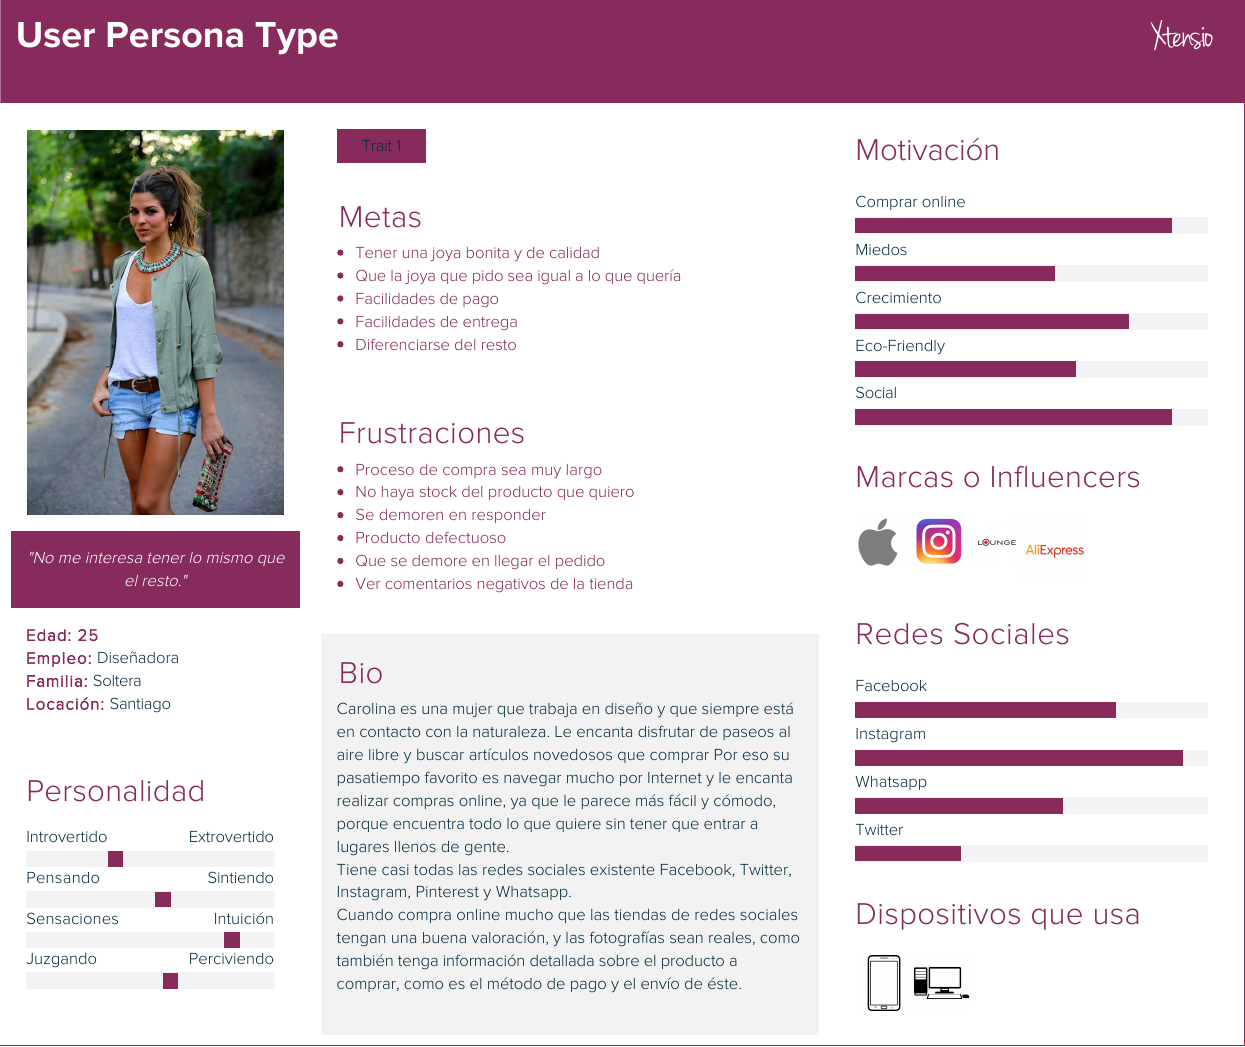 User Persona Type
Xtensio
"No me interesa tener lo mismo que
el resto."
Edad: 25
Empleo: Diseñadora
Familia: Soltera
Locación: Santiago
Personalidad
Introvertido Extrovertido
Pensando Sintiendo
Sensaciones Intuición
Juzgando Perciviendo
Trait 1
Metas
Tener una joya bonita y de calidad
Que la joya que pido sea igual a lo que quería
Facilidades de pago
Facilidades de entrega
Diferenciarse del resto
Frustraciones
Proceso de compra sea muy largo
No haya stock del producto que quiero
Se demoren en responder
Producto defectuoso
Que se demore en llegar el pedido
Ver comentarios negativos de la tienda
Bio
Carolina es una mujer que trabaja en diseño y que siempre está
en contacto con la naturaleza. Le encanta disfrutar de paseos al
aire libre y buscar artículos novedosos que comprar Por eso su
pasatiempo favorito es navegar mucho por Internet y le encanta
realizar compras online, ya que le parece más fácil y cómodo,
porque encuentra todo lo que quiere sin tener que entrar a
lugares llenos de gente.
Tiene casi todas las redes sociales existente Facebook, Twitter,
Instagram, Pinterest y Whatsapp.
Cuando compra online mucho que las tiendas de redes sociales
tengan una buena valoración, y las fotografías sean reales, como
también tenga información detallada sobre el producto a
comprar, como es el método de pago y el envío de éste.
Motivación
Comprar online
Miedos
Crecimiento
Eco-Friendly
Social
Marcas o Influencers
LOUNGE
AliExpress
Redes Sociales
Facebook
Instagram
Whatsapp
Twitter
Dispositivos que usa